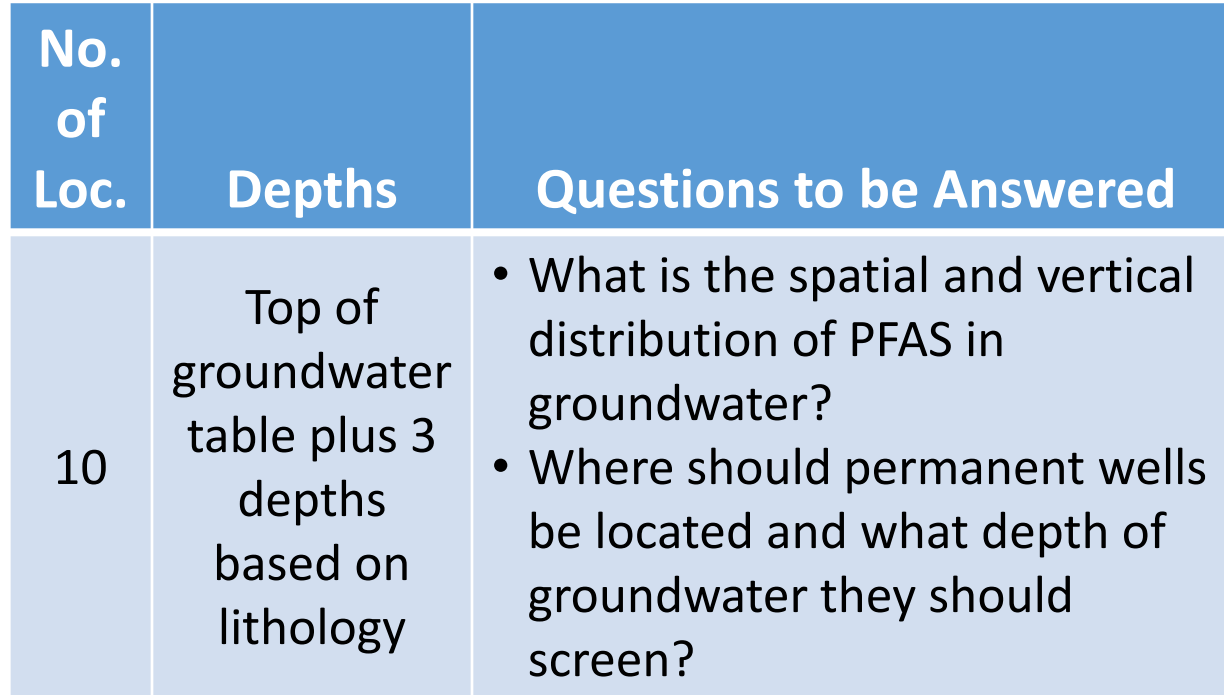 No.
of
Loc.
Depths
Questions to be Answered
10
Top of
groundwater
table plus 3
depths
based on
lithology
• What is the spatial and vertical
distribution of PFAS in
groundwater?
• Where should permanent wells
be located and what depth of
groundwater they should
screen?